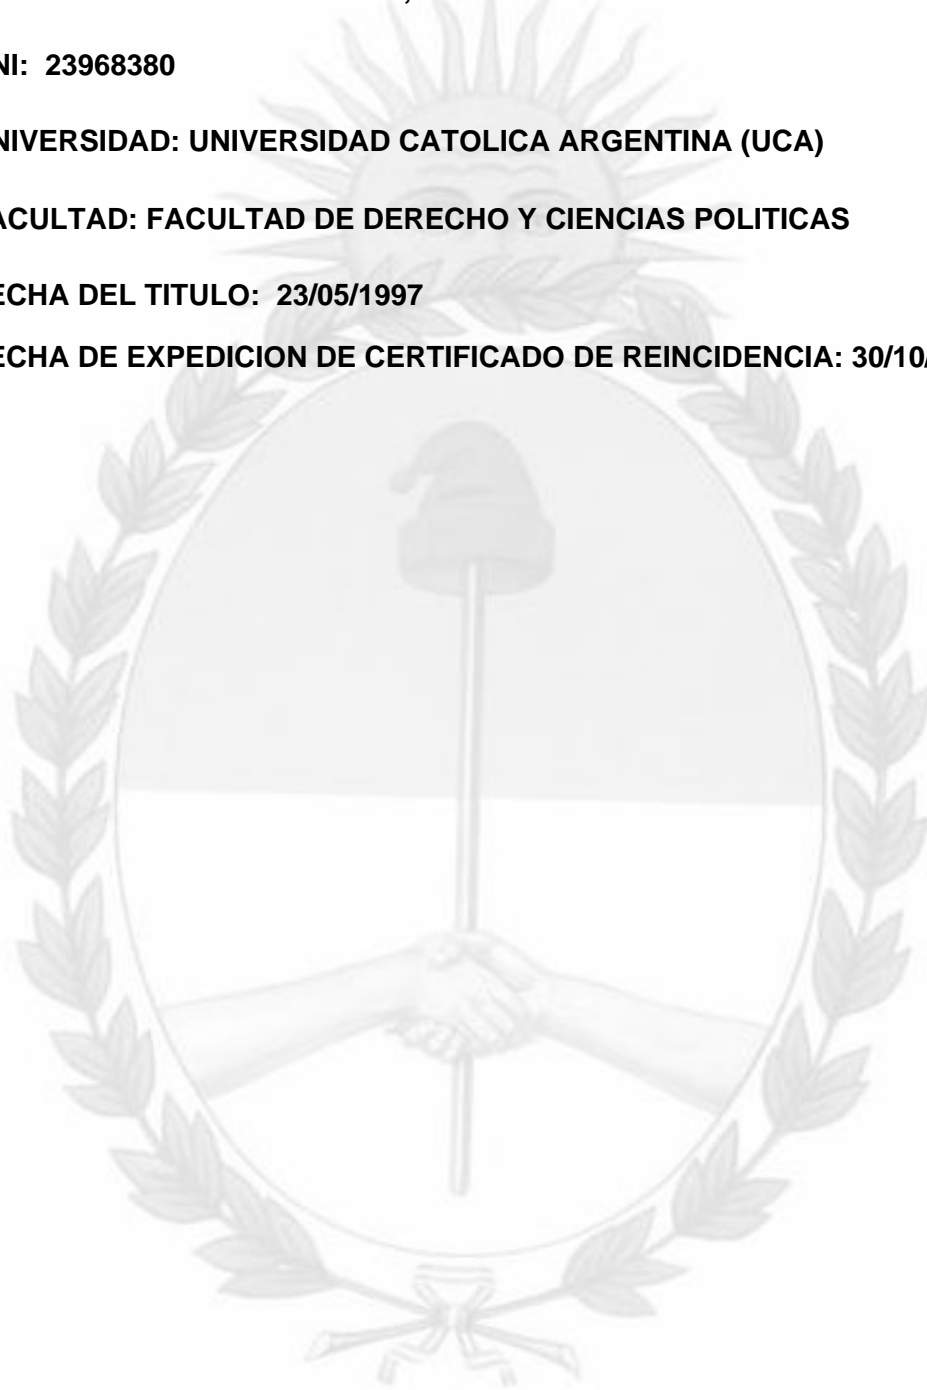 NI: 23968380
NIVERSIDAD: UNIVERSIDAD CATOLICA ARGENTINA (UCA)
ACULTAD: FACULTAD DE DERECHO Y CIENCIAS POLITICAS
ECHA DEL TITULO: 23/05/1997
ECHA DE EXPEDICION DE CERTIFICADO DE REINCIDENCIA: 30/10/